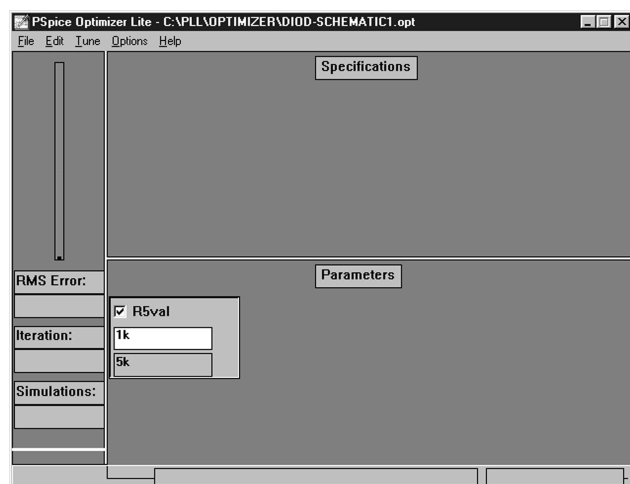 PSpice Optimizer Lite - C:\PLL\OPTIMIZER\DIOD-SCHEMATIC1.opt
File Edit Tune Options Help
Specifications
Parameters
RMS Error:
R5val
Iteration:
1k
5k
Simulations: